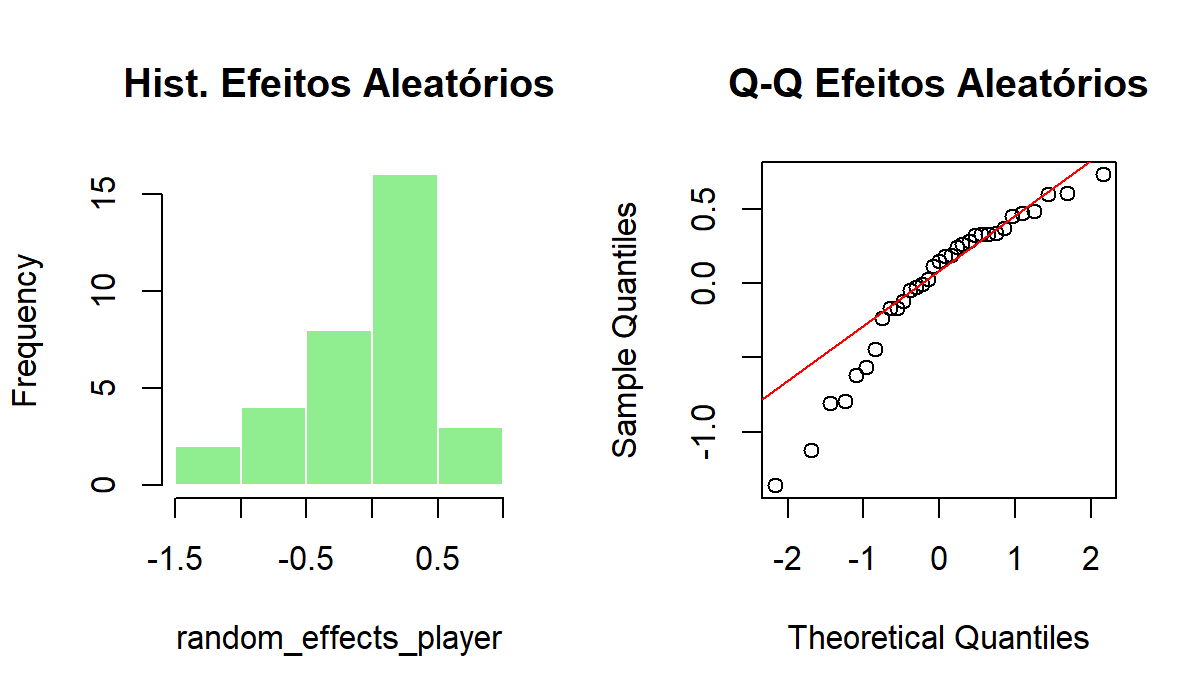 Hist. Efeitos Aleatórios
Frequency
15
10
5
0
-1.5
-0.5
0.5
random_effects_player
Q-Q Efeitos Aleatórios
Sample Quantiles
0.5
0.0
-1.0
-2
-1
0
1
2
Theoretical Quantiles